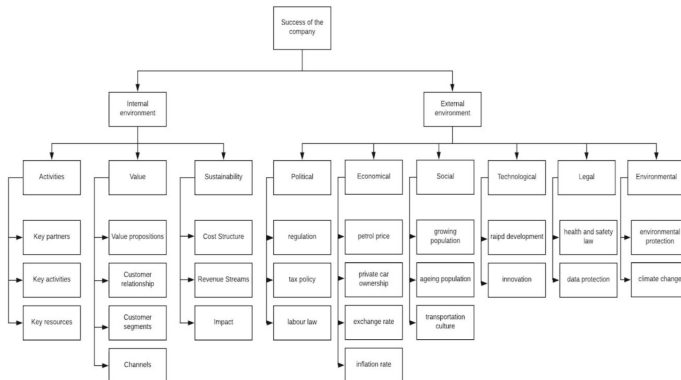 Success of the
company
Internal
environment
External
environment
Activities
Value
Sustainability
Political
Economical
Social
Technological
Legal
Environmental
Key partners
Value propositions
Cost Structure
regulation
petrol price
growing
population
raipd development
health and safety
law
environmental
protection
Key activities
Customer
relationship
Revenue Streams
tax policy
private car
ownership
ageing population
innovation
data protection
climate change
Key resources
Customer
segments
Impact
labour law
exchange rate
transportation
culture
Channels
inflation rate